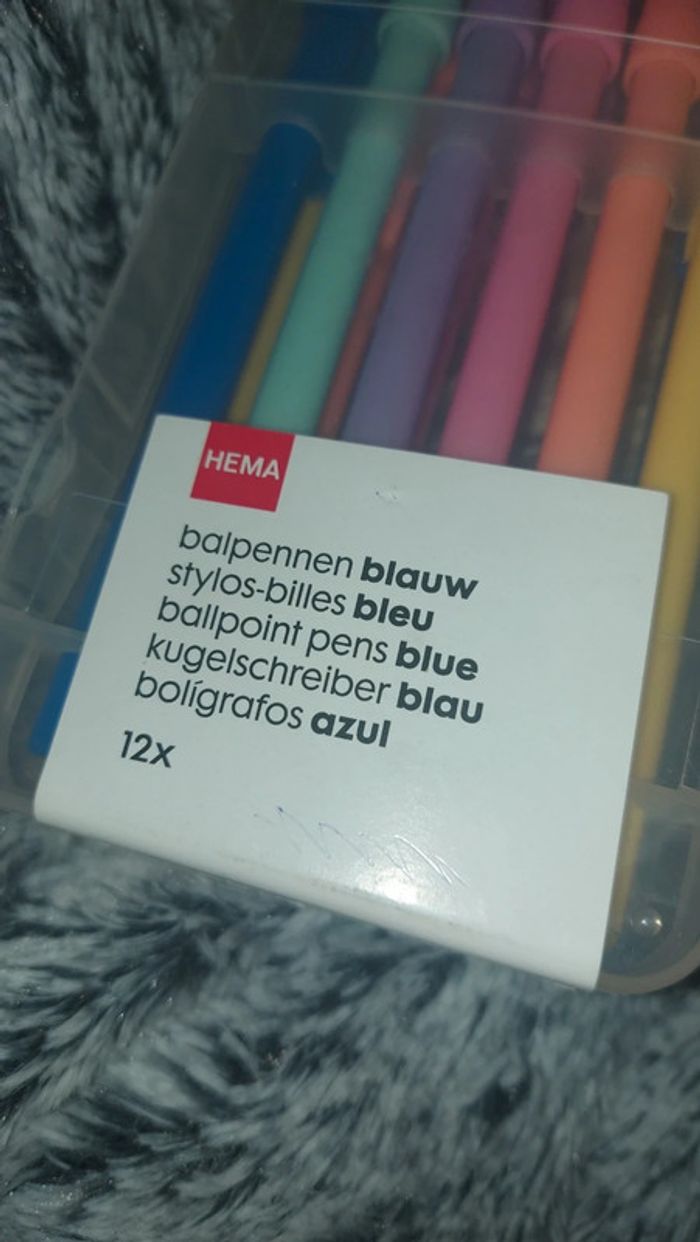 HEMA
balpennen blauw
stylos-billes bleu
ballpoint pens blue
kugelschreiber blau
bolígrafos azul
12x